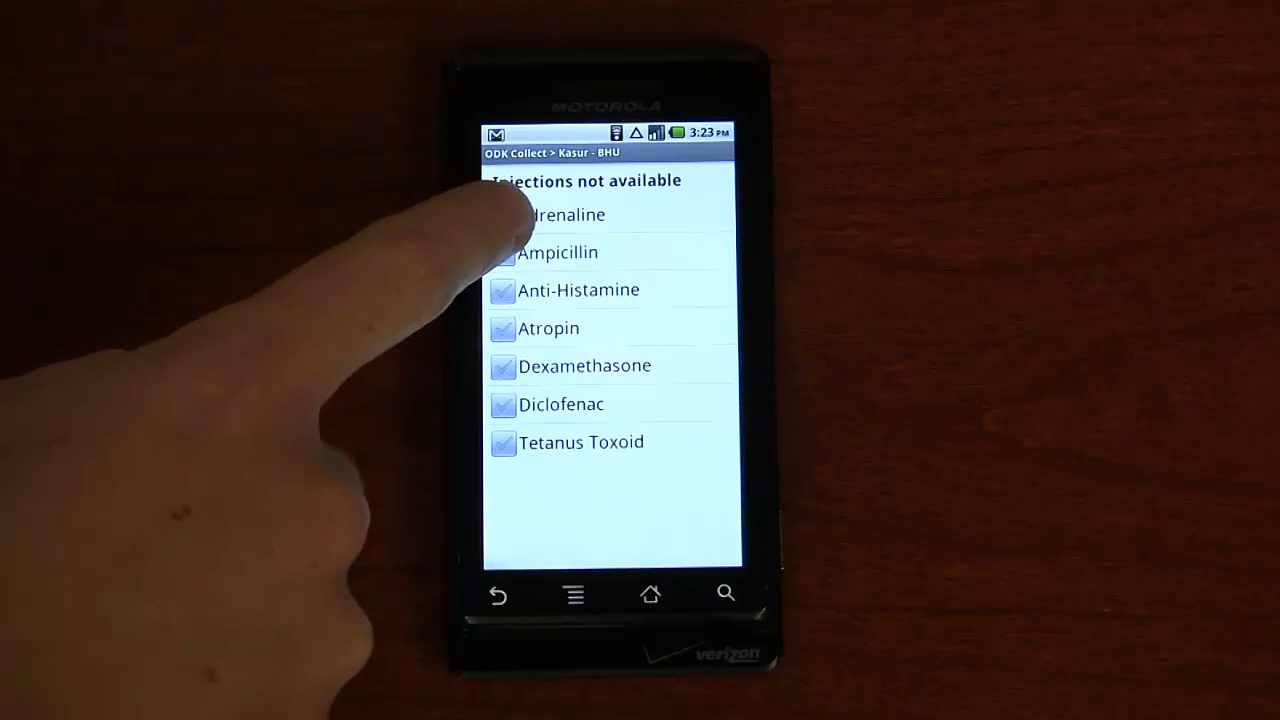 MOTOROLA
3:23 PM
ODK Collect > Kasur - BHU
Injections not available
drenaline
Ampicillin
Anti-Histamine
Atropin
Dexamethasone
Diclofenac
Tetanus Toxoid
verizon